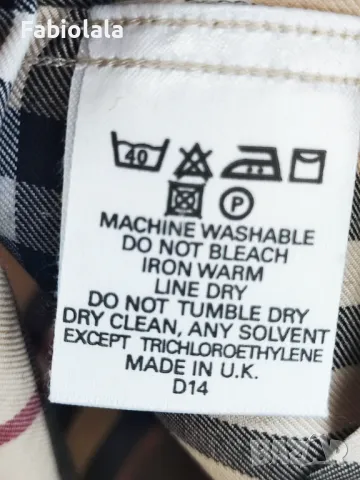 Fabiolala
40
P
MACHINE WASHABLE
DO NOT BLEACH
IRON WARM
LINE DRY
DO NOT TUMBLE DRY
DRY CLEAN, ANY SOLVENT
EXCEPT TRICHLOROETHYLENE
MADE IN U.K.
D14